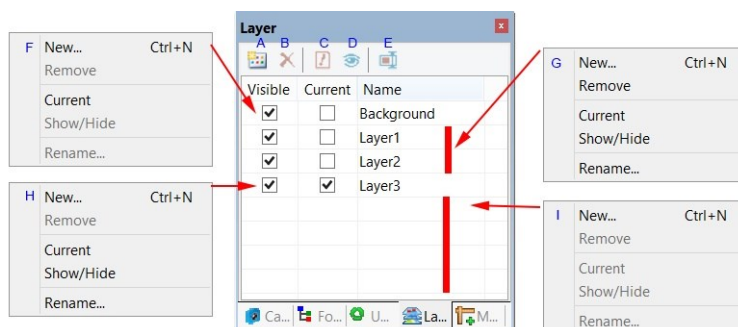 Layer
A B C D E
Visible Current Name
Background
Layer1
Layer2
Layer3
Ca... Fo... U... La... M...
F New... Ctrl+N
Remove
Current
Show/Hide
Rename...
H New... Ctrl+N
Remove
Current
Show/Hide
Rename...
G New... Ctrl+N
Remove
Current
Show/Hide
Rename...
I New... Ctrl+N
Remove
Current
Show/Hide
Rename...